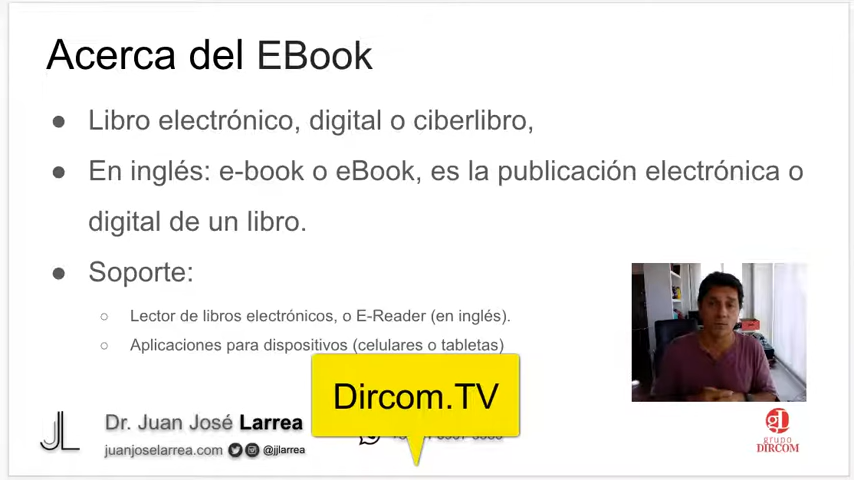 Acerca del EBook
● Libro electrónico, digital o ciberlibro,
● En inglés: e-book o eBook, es la publicación electrónica o
digital de un libro.
● Soporte:
○ Lector de libros electrónicos, o E-Reader (en inglés).
○ Aplicaciones para dispositivos (celulares o tabletas)
Dircom.TV
JL
Dr. Juan José Larrea
juanjoselarrea.com @jjlarrea
gd
grupo
DIRCOM